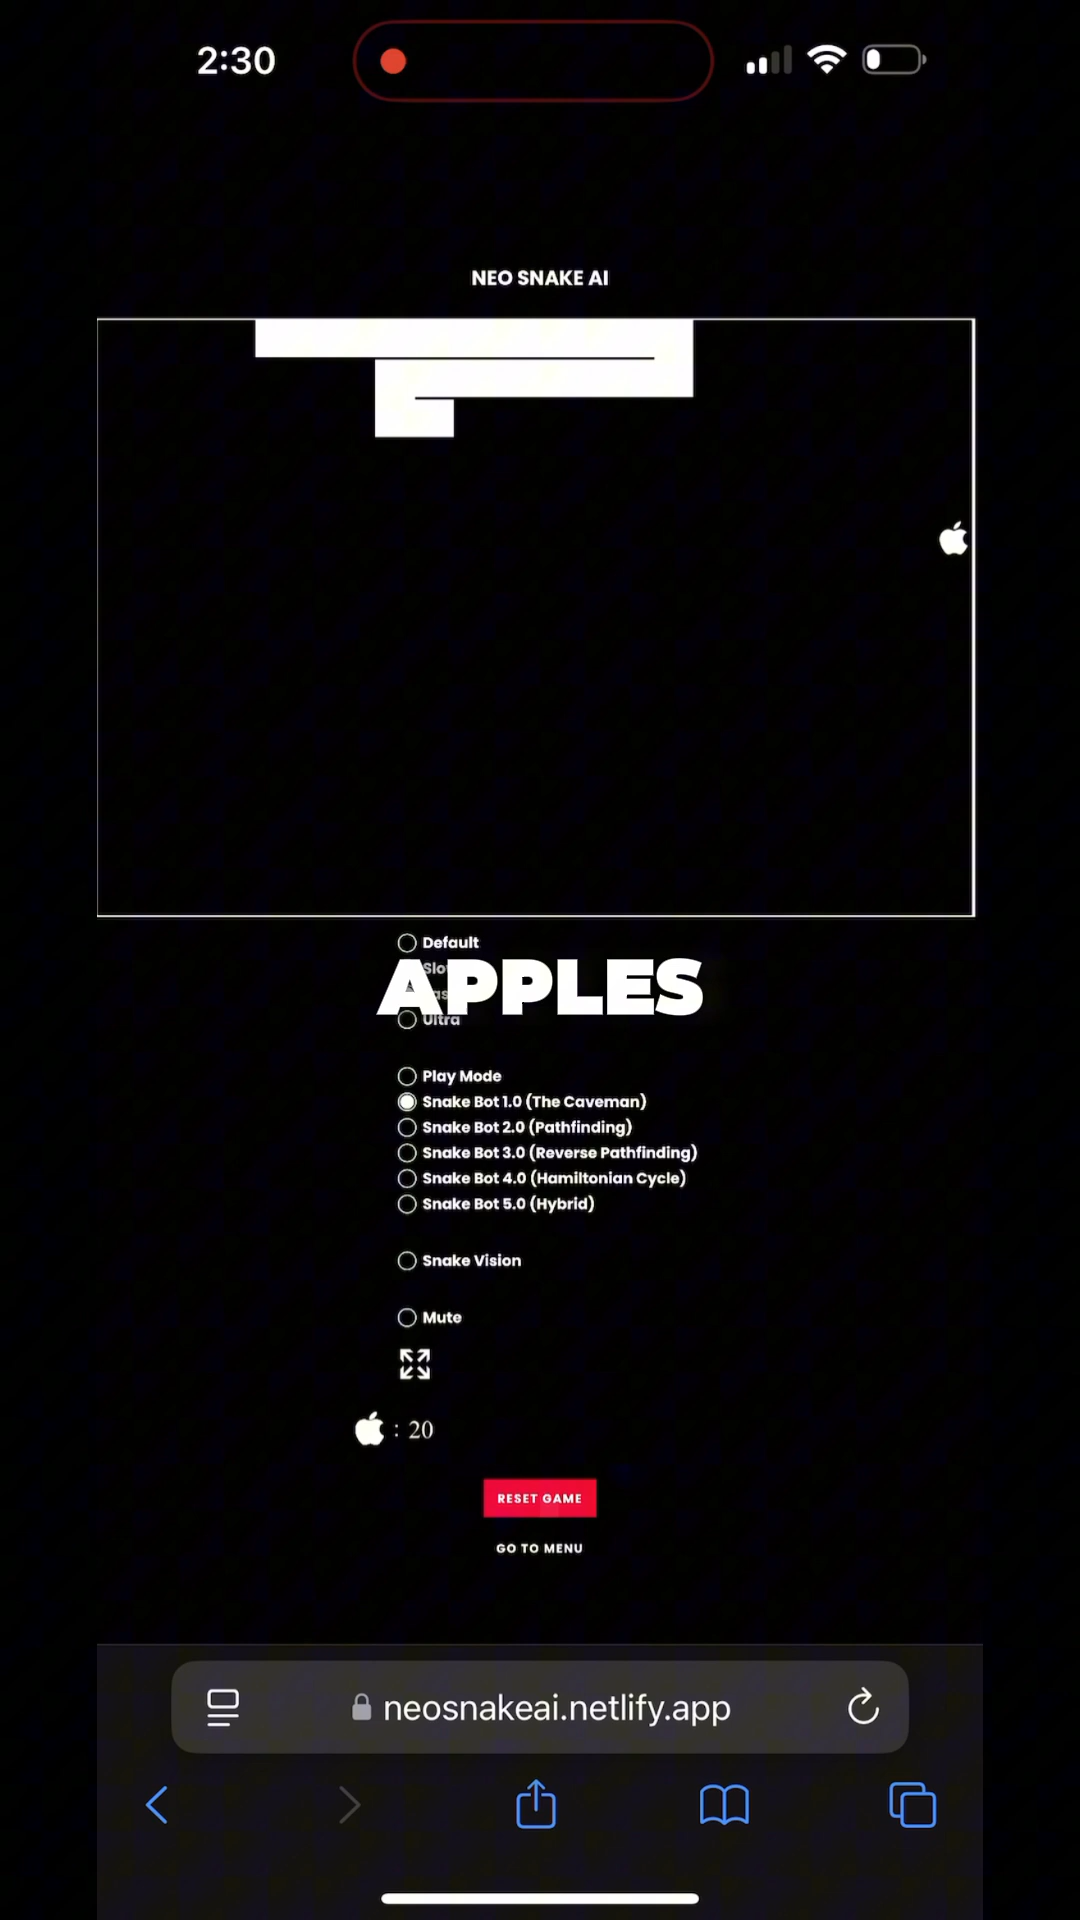 2:30
NEO SNAKE AI
Default
APPLES
Ultra
Play Mode
Snake Bot 1.0 (The Caveman)
Snake Bot 2.0 (Pathfinding)
Snake Bot 3.0 (Reverse Pathfinding)
Snake Bot 4.0 (Hamiltonian Cycle)
Snake Bot 5.0 (Hybrid)
Snake Vision
Mute
: 20
RESET GAME
GO TO MENU
neosnakeai.netlify.app